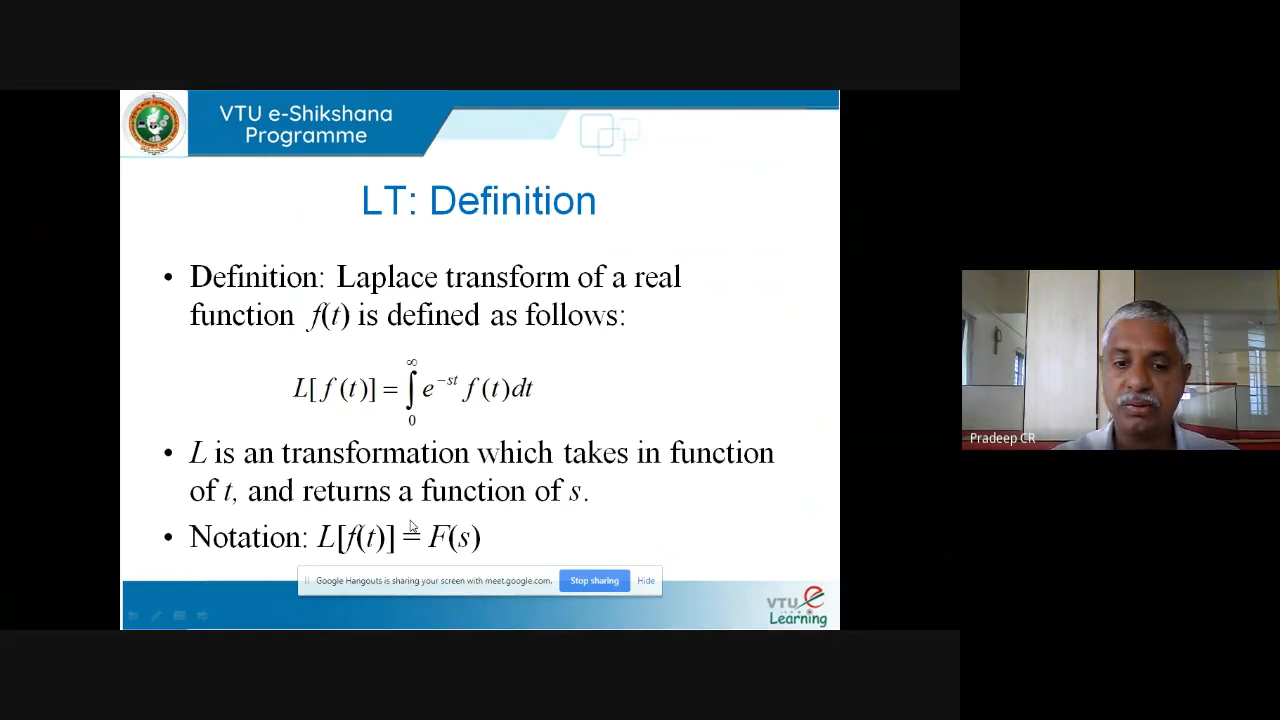 VTU e-Shikshana
Programme
LT: Definition
• Definition: Laplace transform of a real
function f(t) is defined as follows:
L[f(t)] = ∫₀^∞ e^{-st} f(t)dt
• L is an transformation which takes in function
of t, and returns a function of s.
• Notation: L[f(t)] = F(s)
Google Hangouts is sharing your screen with meet.google.com.
Stop sharing
Hide
VTU e
Learning
Pradeep CR